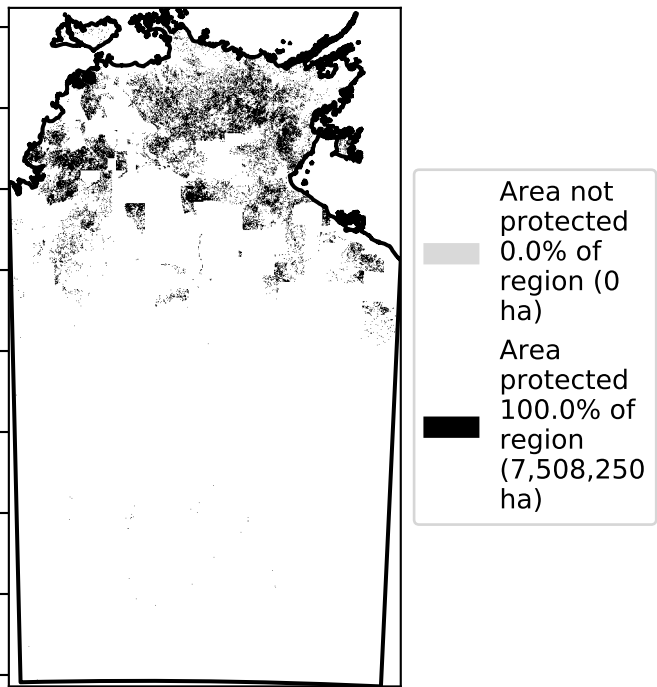 Area not
protected
0.0% of
region (0
ha)
Area
protected
100.0% of
region
(7,508,250
ha)